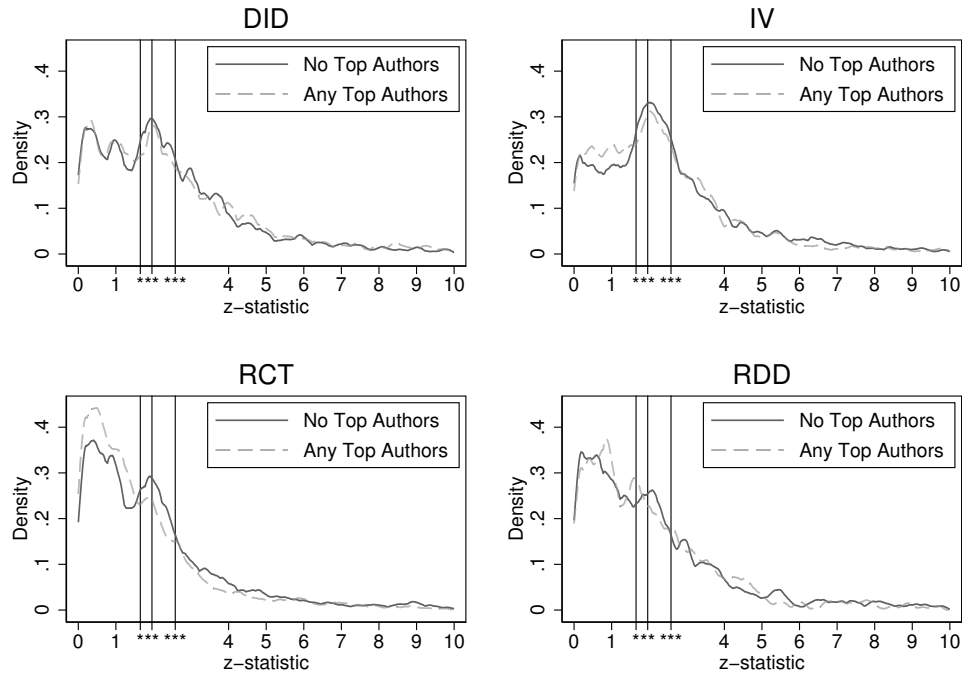 DID
No Top Authors
Any Top Authors
Density
0 .1 .2 .3 .4
0 1 * ** *** 4 5 6 7 8 9 10
z−statistic
IV
No Top Authors
Any Top Authors
Density
0 .1 .2 .3 .4
0 1 * ** *** 4 5 6 7 8 9 10
z−statistic
RCT
No Top Authors
Any Top Authors
Density
0 .1 .2 .3 .4
0 1 * ** *** 4 5 6 7 8 9 10
z−statistic
RDD
No Top Authors
Any Top Authors
Density
0 .1 .2 .3 .4
0 1 * ** *** 4 5 6 7 8 9 10
z−statistic